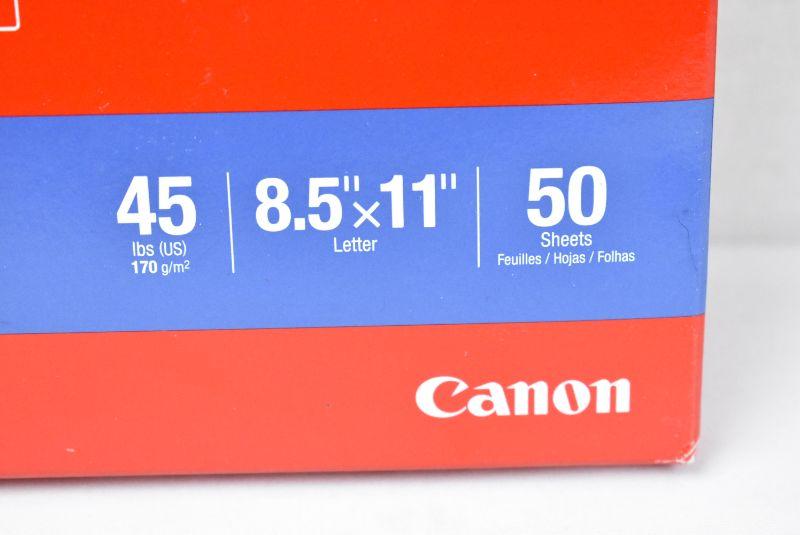 45
lbs (US)
170 g/m²
8.5"×11"
Letter
50
Sheets
Feuilles / Hojas / Folhas
Canon